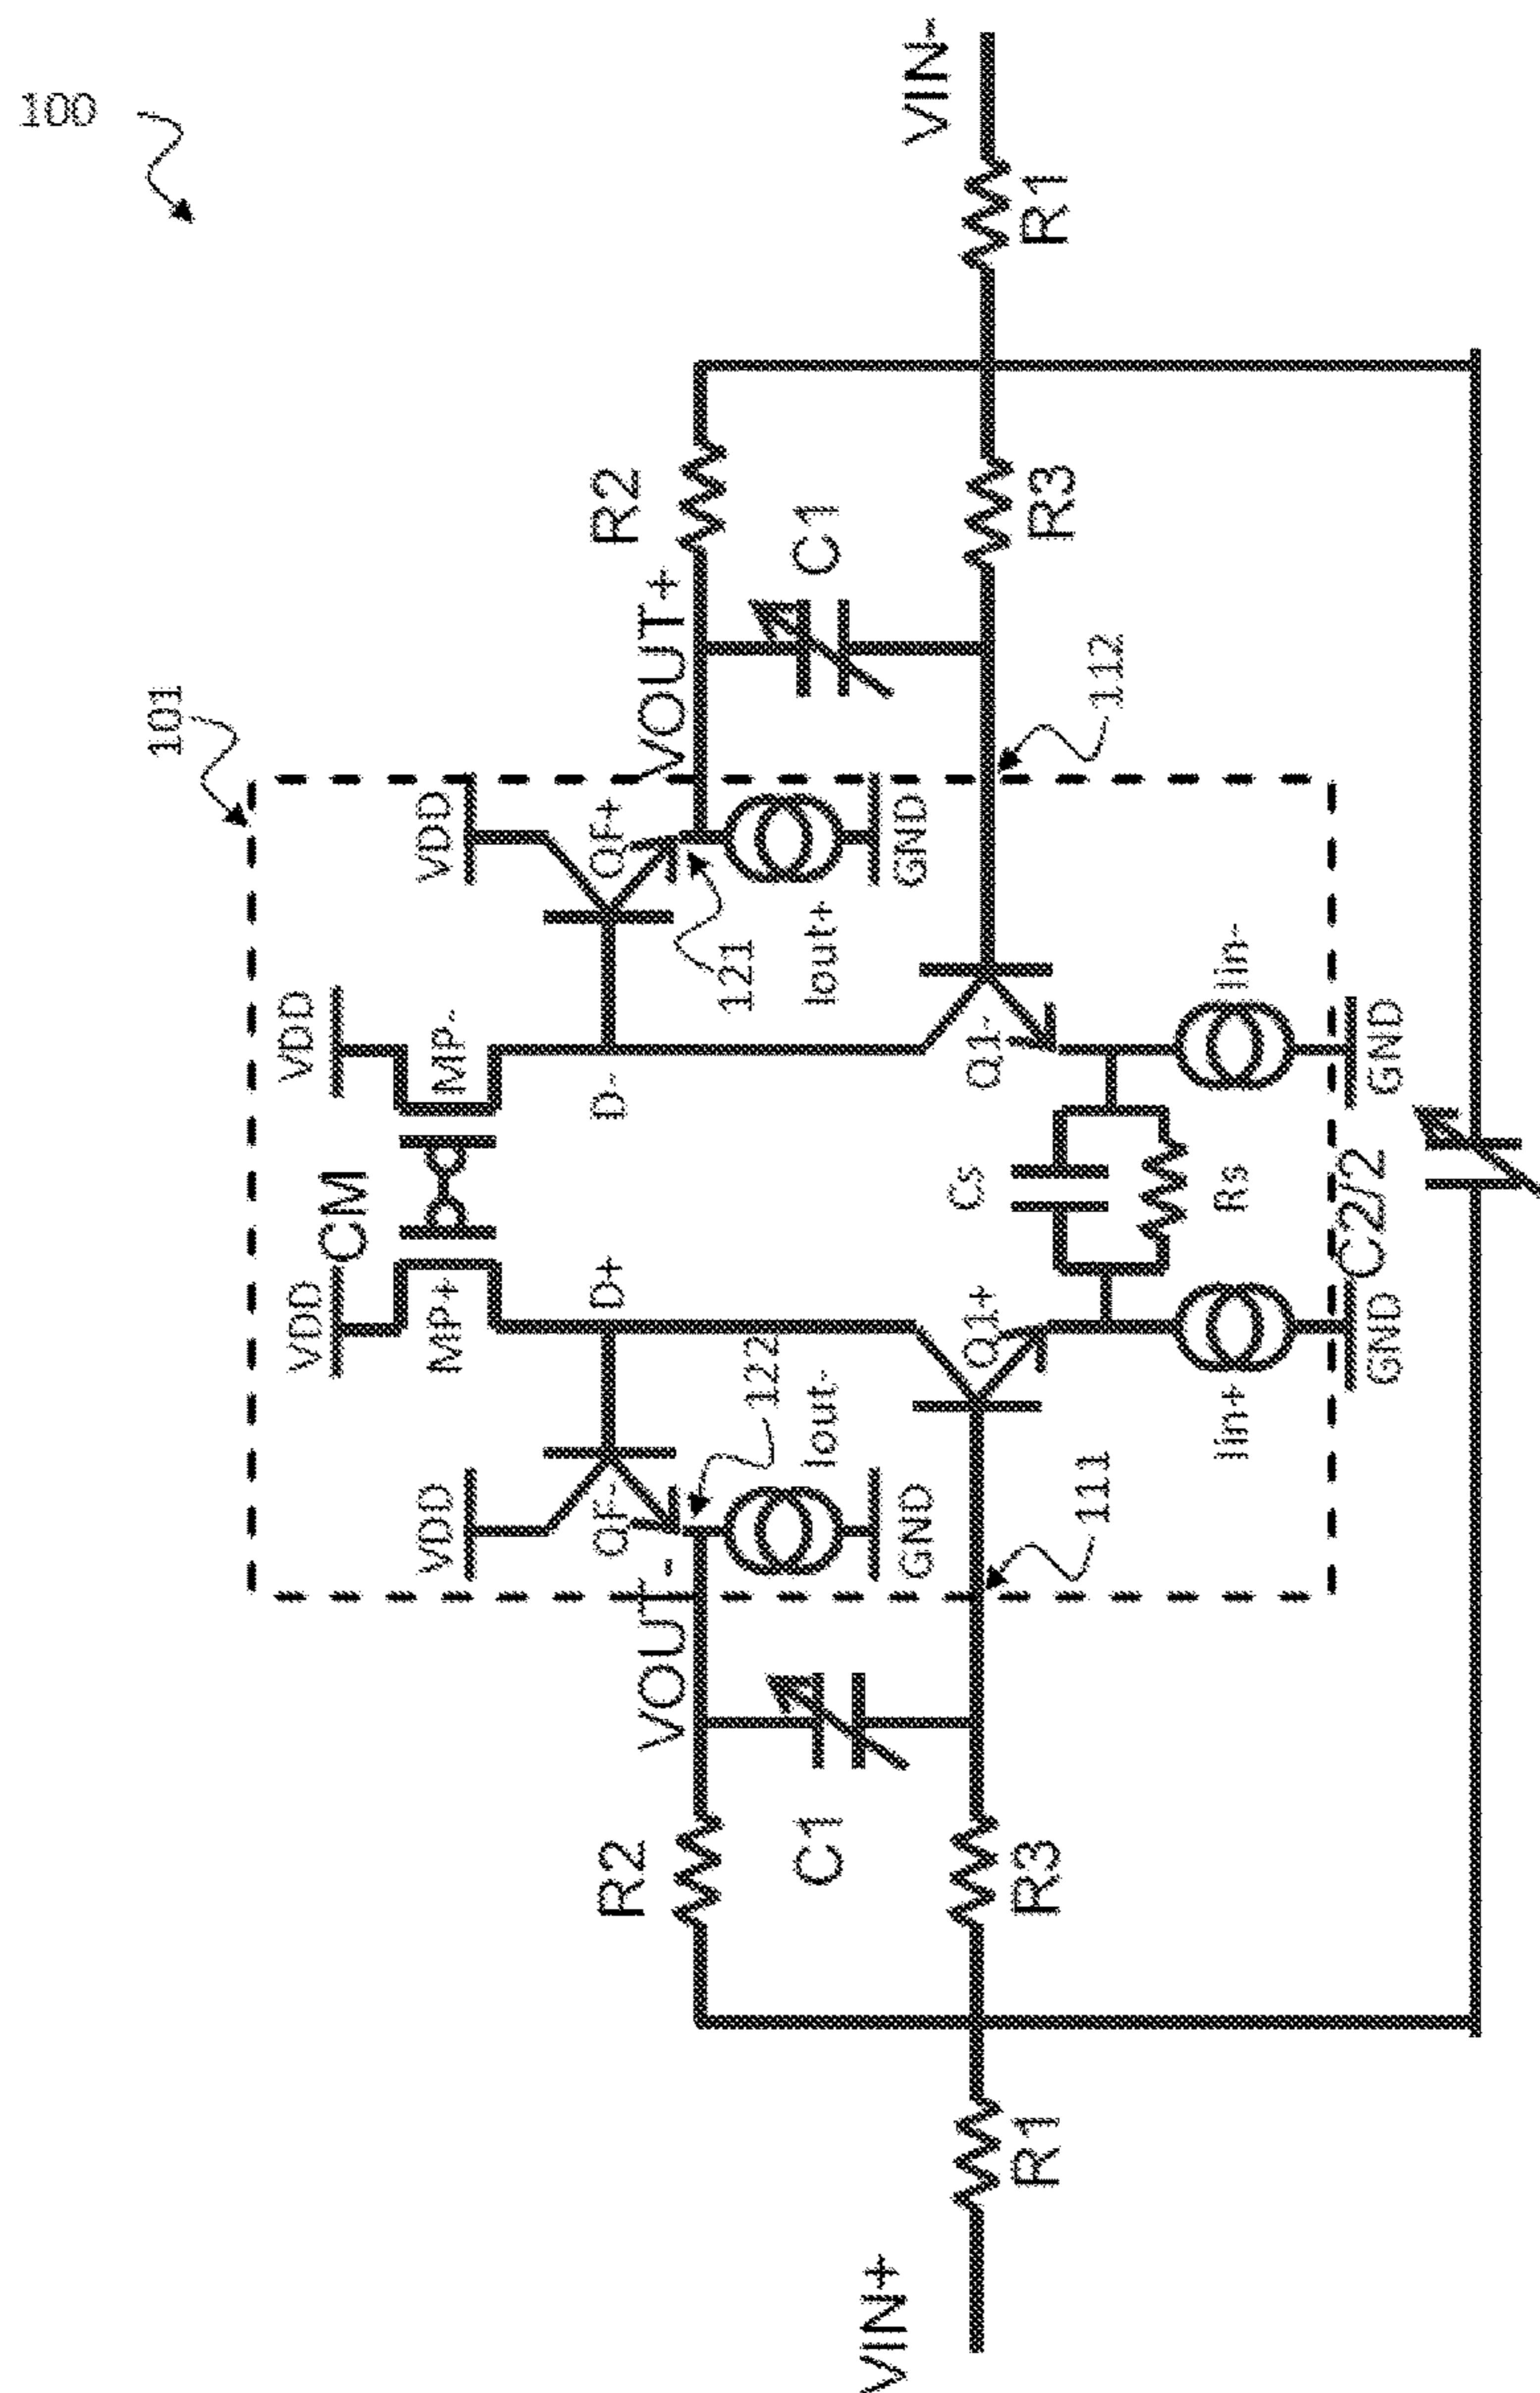 100
101
VDD
CM
VDD
MP+
MP-
VDD
VDD
D+
D-
QF-
QF+
VOUT-
VOUT+
122
121
R2
R2
Iout-
Iout+
C1
C1
GND
GND
VIN+
VIN-
R1
R3
Q1+
Cs
Q1-
R3
R1
111
112
Iin+
Rs
Iin-
C2/2
GND
GND